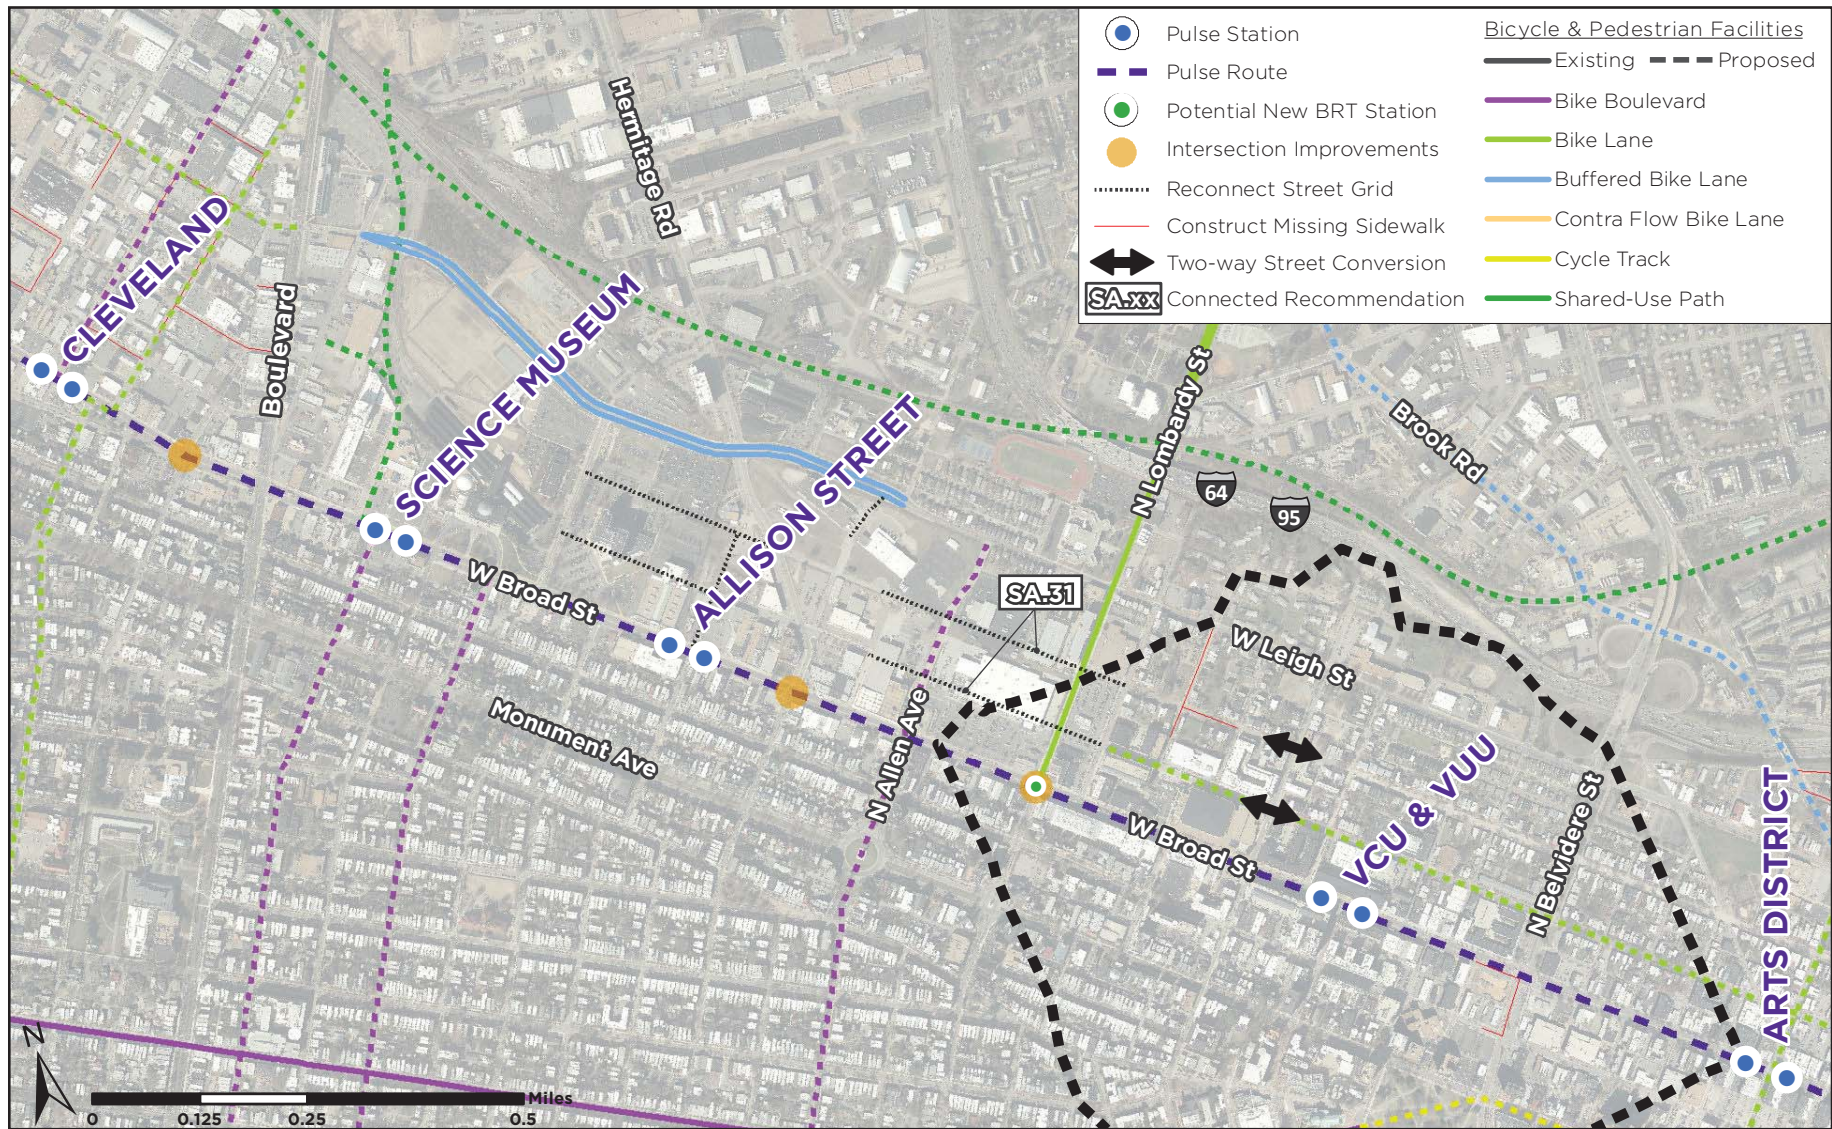 Pulse Station
Pulse Route
Potential New BRT Station
Intersection Improvements
Reconnect Street Grid
Construct Missing Sidewalk
Two-way Street Conversion
SA.xx Connected Recommendation
Bicycle & Pedestrian Facilities
Existing Proposed
Bike Boulevard
Bike Lane
Buffered Bike Lane
Contra Flow Bike Lane
Cycle Track
Shared-Use Path
Hermitage Rd
CLEVELAND
Boulevard
SCIENCE MUSEUM
ALLISON STREET
N Lombardy St
Brook Rd
64
95
W Broad St
SA.31
W Leigh St
Monument Ave
N Allen Ave
W Broad St
VCU & VUU
N Belvidere St
ARTS DISTRICT
N
Miles
0 0.125 0.25 0.5